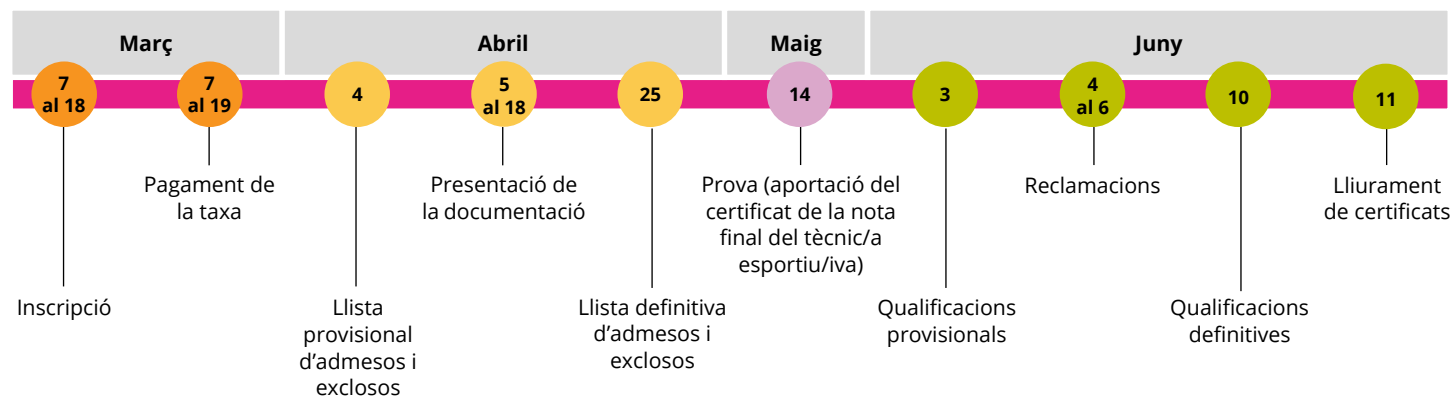 Març
Abril
Maig
Juny
7
al 18
7
al 19
4
5
al 18
25
14
3
4
al 6
10
11
Pagament de
la taxa
Presentació de
la documentació
Prova (aportació del
certificat de la nota
final del tècnic/a
esportiu/iva)
Reclamacions
Lliurament
de certificats
Inscripció
Llista
provisional
d'admesos i
exclosos
Llista definitiva
d'admesos i
exclosos
Qualificacions
provisionals
Qualificacions
definitives